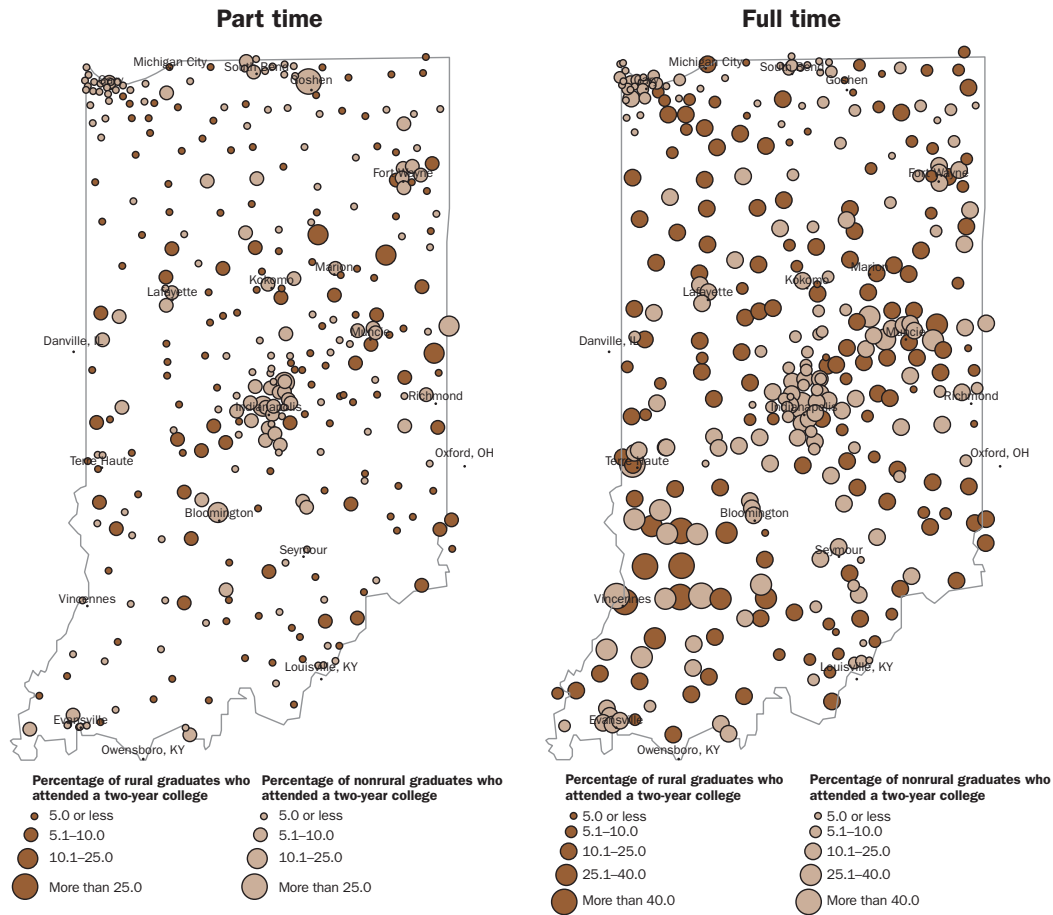 Part time
Full time
Michigan City
South Bend
Gary
Goshen
Fort Wayne
Marion
Kokomo
Lafayette
Muncie
Danville, IL
Richmond
Indianapolis
Oxford, OH
Terre Haute
Bloomington
Seymour
Vincennes
Louisville, KY
Evansville
Owensboro, KY
Michigan City
South Bend
Gary
Goshen
Fort Wayne
Marion
Kokomo
Lafayette
Muncie
Danville, IL
Richmond
Indianapolis
Oxford, OH
Terre Haute
Bloomington
Seymour
Vincennes
Louisville, KY
Evansville
Owensboro, KY
Percentage of rural graduates who
attended a two-year college
5.0 or less
5.1–10.0
10.1–25.0
More than 25.0
Percentage of nonrural graduates who
attended a two-year college
5.0 or less
5.1–10.0
10.1–25.0
More than 25.0
Percentage of rural graduates who
attended a two-year college
5.0 or less
5.1–10.0
10.1–25.0
25.1–40.0
More than 40.0
Percentage of nonrural graduates who
attended a two-year college
5.0 or less
5.1–10.0
10.1–25.0
25.1–40.0
More than 40.0